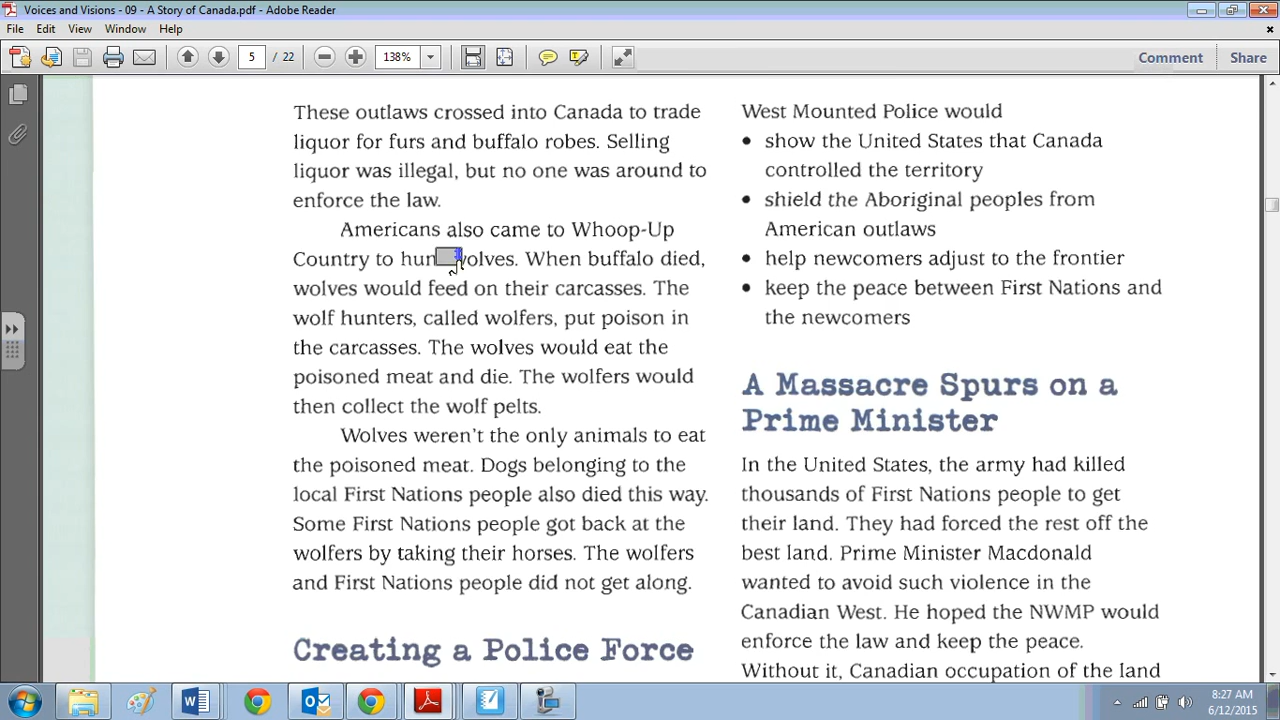 Voices and Visions - 09 - A Story of Canada.pdf - Adobe Reader
File Edit View Window Help
5 / 22 138% Comment Share
These outlaws crossed into Canada to trade
liquor for furs and buffalo robes. Selling
liquor was illegal, but no one was around to
enforce the law.
Americans also came to Whoop-Up
Country to hun wolves. When buffalo died,
wolves would feed on their carcasses. The
wolf hunters, called wolfers, put poison in
the carcasses. The wolves would eat the
poisoned meat and die. The wolfers would
then collect the wolf pelts.
Wolves weren't the only animals to eat
the poisoned meat. Dogs belonging to the
local First Nations people also died this way.
Some First Nations people got back at the
wolfers by taking their horses. The wolfers
and First Nations people did not get along.
Creating a Police Force
West Mounted Police would
• show the United States that Canada
controlled the territory
• shield the Aboriginal peoples from
American outlaws
• help newcomers adjust to the frontier
• keep the peace between First Nations and
the newcomers
A Massacre Spurs on a
Prime Minister
In the United States, the army had killed
thousands of First Nations people to get
their land. They had forced the rest off the
best land. Prime Minister Macdonald
wanted to avoid such violence in the
Canadian West. He hoped the NWMP would
enforce the law and keep the peace.
Without it, Canadian occupation of the land
8:27 AM
6/12/2015